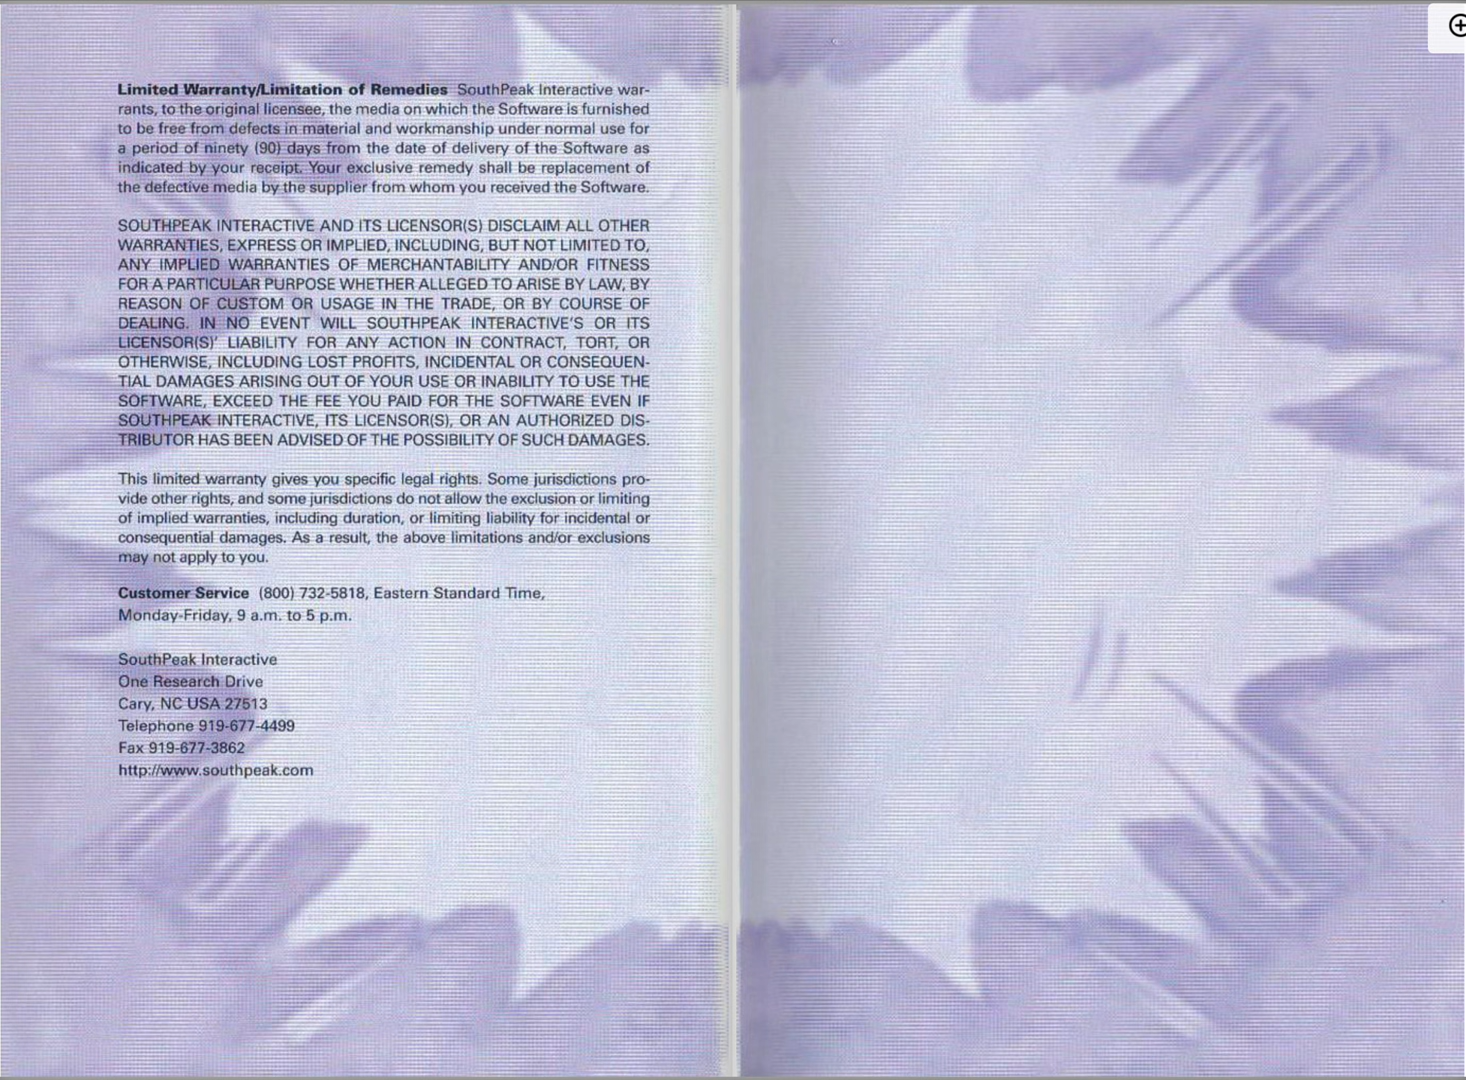 Limited Warranty/Limitation of Remedies SouthPeak Interactive war-
rants, to the original licensee, the media on which the Software is furnished
to be free from defects in material and workmanship under normal use for
a period of ninety (90) days from the date of delivery of the Software as
indicated by your receipt. Your exclusive remedy shall be replacement of
the defective media by the supplier from whom you received the Software.
SOUTHPEAK INTERACTIVE AND ITS LICENSOR(S) DISCLAIM ALL OTHER
WARRANTIES, EXPRESS OR IMPLIED, INCLUDING, BUT NOT LIMITED TO,
ANY IMPLIED WARRANTIES OF MERCHANTABILITY AND/OR FITNESS
FOR A PARTICULAR PURPOSE WHETHER ALLEGED TO ARISE BY LAW, BY
REASON OF CUSTOM OR USAGE IN THE TRADE, OR BY COURSE OF
DEALING. IN NO EVENT WILL SOUTHPEAK INTERACTIVE'S OR ITS
LICENSOR(S)' LIABILITY FOR ANY ACTION IN CONTRACT, TORT, OR
OTHERWISE, INCLUDING LOST PROFITS, INCIDENTAL OR CONSEQUEN-
TIAL DAMAGES ARISING OUT OF YOUR USE OR INABILITY TO USE THE
SOFTWARE, EXCEED THE FEE YOU PAID FOR THE SOFTWARE EVEN IF
SOUTHPEAK INTERACTIVE, ITS LICENSOR(S), OR AN AUTHORIZED DIS-
TRIBUTOR HAS BEEN ADVISED OF THE POSSIBILITY OF SUCH DAMAGES.
This limited warranty gives you specific legal rights. Some jurisdictions pro-
vide other rights, and some jurisdictions do not allow the exclusion or limiting
of implied warranties, including duration, or limiting liability for incidental or
consequential damages. As a result, the above limitations and/or exclusions
may not apply to you.
Customer Service (800) 732-5818, Eastern Standard Time,
Monday-Friday, 9 a.m. to 5 p.m.
SouthPeak Interactive
One Research Drive
Cary, NC USA 27513
Telephone 919-677-4499
Fax 919-677-3862
http://www.southpeak.com